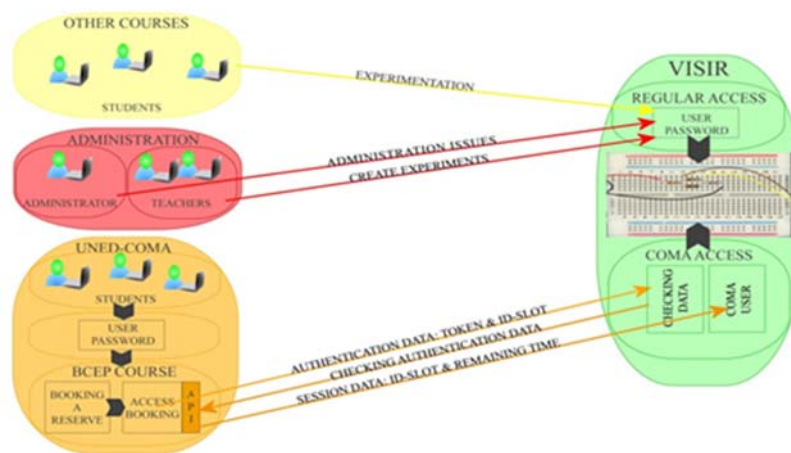 OTHER COURSES
STUDENTS
EXPERIMENTATION
VISIR
REGULAR ACCESS
USER
PASSWORD
ADMINISTRATION
ADMINISTRATOR
TEACHERS
ADMINISTRATION ISSUES
CREATE EXPERIMENTS
UNED-COMA
STUDENTS
USER
PASSWORD
BCEP COURSE
BOOKING
A
RESERVE
ACCESS
BOOKING
API
AUTHENTICATION DATA: TOKEN & ID-SLOT
CHECKING AUTHENTICATION DATA
SESSION DATA: ID-SLOT & REMAINING TIME
COMA ACCESS
CHECKING
DATA
COMA
USER